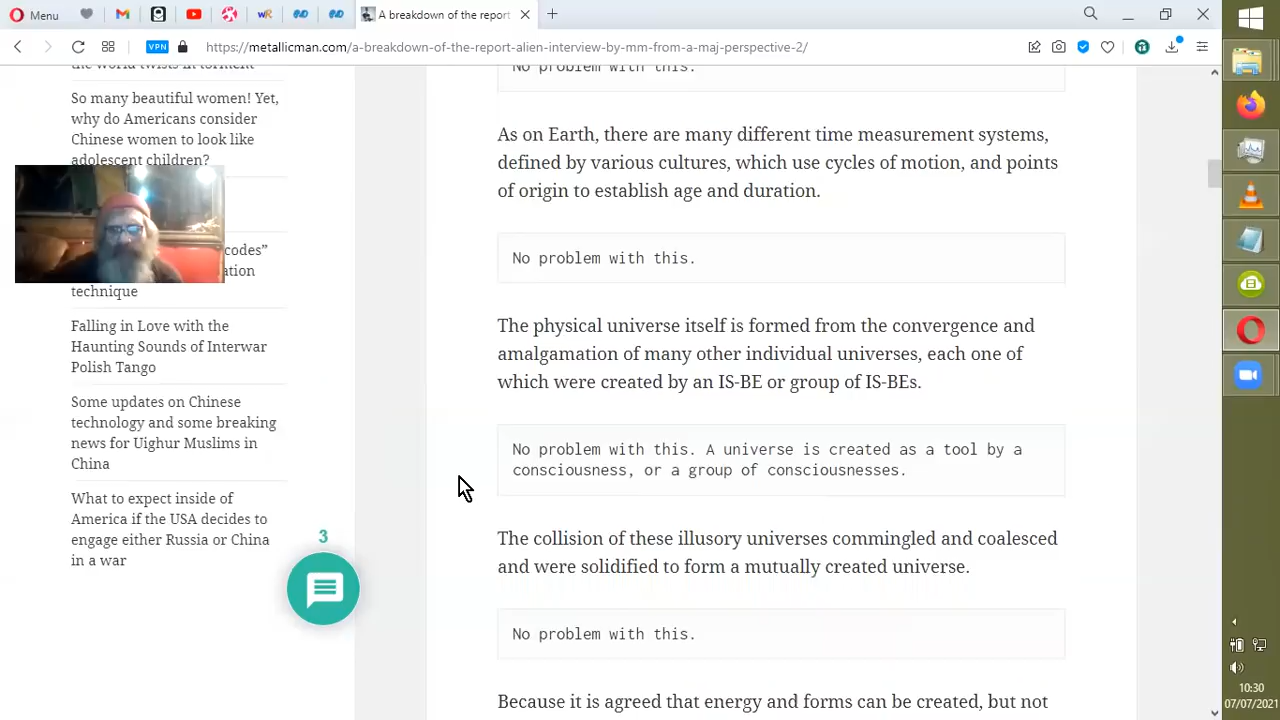 Menu
A breakdown of the report
VPN
https://metallicman.com/a-breakdown-of-the-report-alien-interview-by-mm-from-a-maj-perspective-2/
the world twists in torment
So many beautiful women! Yet,
why do Americans consider
Chinese women to look like
adolescent children?
codes”
ation
technique
Falling in Love with the
Haunting Sounds of Interwar
Polish Tango
Some updates on Chinese
technology and some breaking
news for Uighur Muslims in
China
What to expect inside of
America if the USA decides to
engage either Russia or China
in a war
3
No problem with this.
As on Earth, there are many different time measurement systems,
defined by various cultures, which use cycles of motion, and points
of origin to establish age and duration.
No problem with this.
The physical universe itself is formed from the convergence and
amalgamation of many other individual universes, each one of
which were created by an IS-BE or group of IS-BEs.
No problem with this. A universe is created as a tool by a
consciousness, or a group of consciousnesses.
The collision of these illusory universes commingled and coalesced
and were solidified to form a mutually created universe.
No problem with this.
Because it is agreed that energy and forms can be created, but not
10:30
07/07/2021